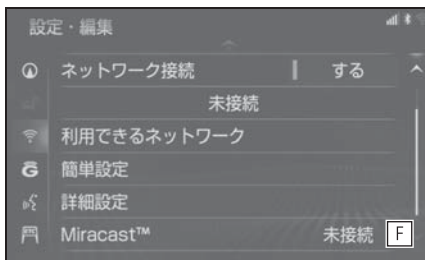 設定・編集
ネットワーク接続 する
未接続
利用できるネットワーク
簡単設定
詳細設定
Miracast™ 未接続 F